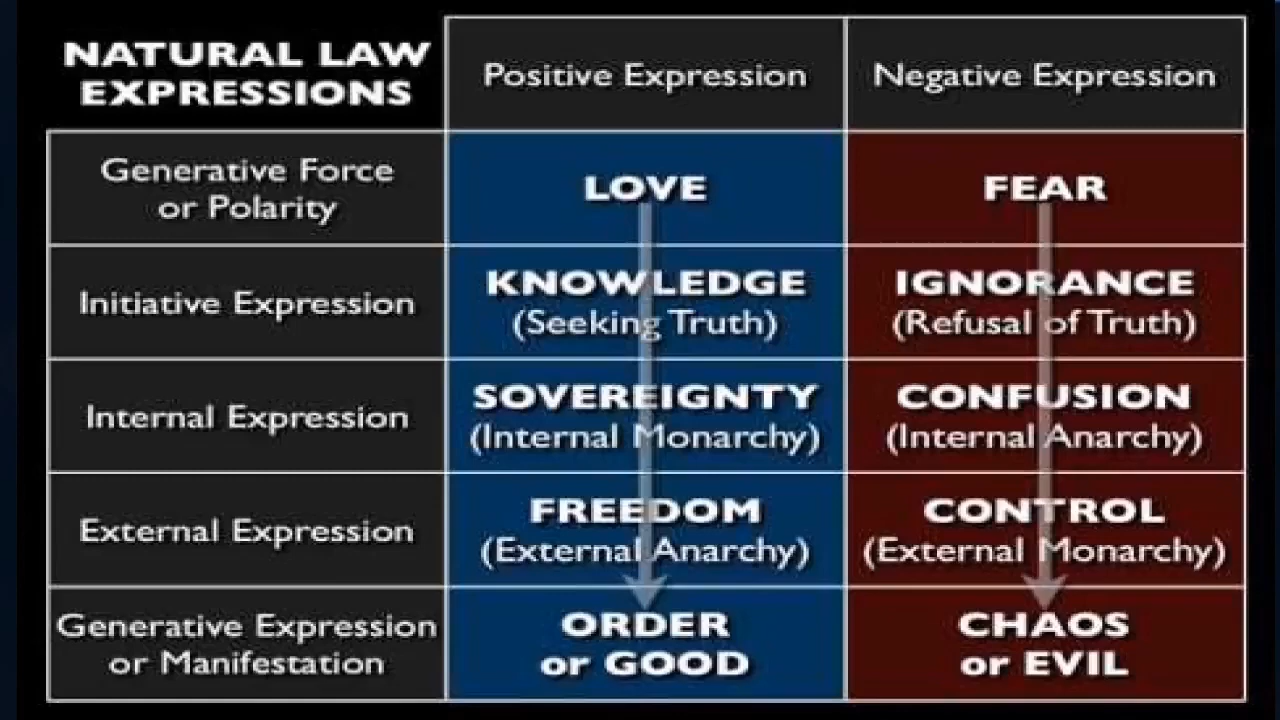 NATURAL LAW
EXPRESSIONS
Positive Expression
Negative Expression
Generative Force
or Polarity
LOVE
FEAR
Initiative Expression
KNOWLEDGE
(Seeking Truth)
IGNORANCE
(Refusal of Truth)
Internal Expression
SOVEREIGNTY
(Internal Monarchy)
CONFUSION
(Internal Anarchy)
External Expression
FREEDOM
(External Anarchy)
CONTROL
(External Monarchy)
Generative Expression
or Manifestation
ORDER
or GOOD
CHAOS
or EVIL